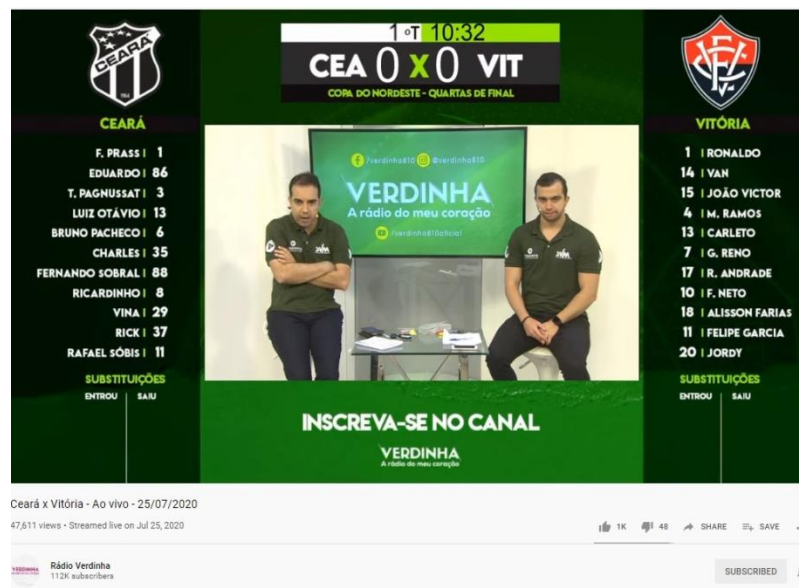 1 ºT 10:32
CEA 0 X 0 VIT
COPA DO NORDESTE - QUARTAS DE FINAL
CEARÁ
CEARÁ
F. PRASS | 1
EDUARDO | 86
T. PAGNUSSAT | 3
LUIZ OTÁVIO | 13
BRUNO PACHECO | 6
CHARLES | 35
FERNANDO SOBRAL | 88
RICARDINHO | 8
VINA | 29
RICK | 37
RAFAEL SÓBIS | 11
SUBSTITUIÇÕES
ENTROU | SAIU
/verdinha810 @verdinha810
VERDINHA
A rádio do meu coração
/verdinha810oficial
VITÓRIA
1 | RONALDO
14 | VAN
15 | JOÃO VICTOR
4 | M. RAMOS
13 | CARLETO
7 | G. RENO
17 | R. ANDRADE
10 | F. NETO
18 | ALISSON FARIAS
11 | FELIPE GARCIA
20 | JORDY
SUBSTITUIÇÕES
ENTROU | SAIU
INSCREVA-SE NO CANAL
VERDINHA
A rádio do meu coração
Ceará x Vitória - Ao vivo - 25/07/2020
47,611 views • Streamed live on Jul 25, 2020
1K 48 SHARE SAVE
Rádio Verdinha
112K subscribers
SUBSCRIBED